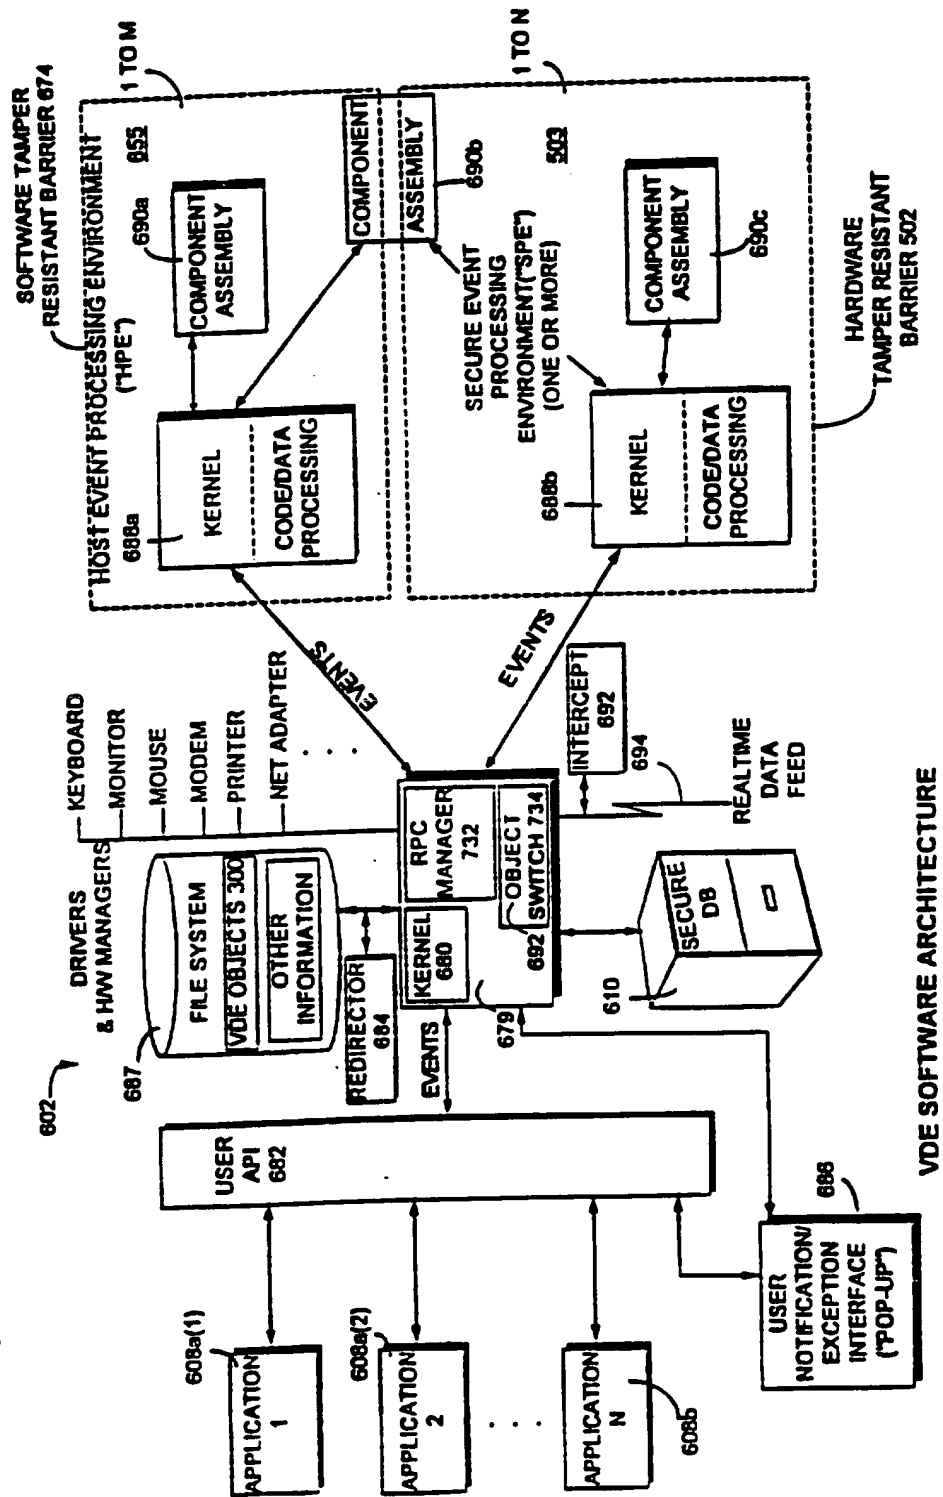 602
DRIVERS
& H/W MANAGERS
KEYBOARD
MONITOR
MOUSE
MODEM
PRINTER
NET ADAPTER
. . .
SOFTWARE TAMPER
RESISTANT BARRIER 674
HOST EVENT PROCESSING ENVIRONMENT
("HPE")
655
1 TO M
688a
KERNEL
CODE/DATA
PROCESSING
690a
COMPONENT
ASSEMBLY
COMPONENT
ASSEMBLY
690b
1 TO N
503
SECURE EVENT
PROCESSING
ENVIRONMENT("SPE")
(ONE OR MORE)
688b
KERNEL
CODE/DATA
PROCESSING
COMPONENT
ASSEMBLY
690c
HARDWARE
TAMPER RESISTANT
BARRIER 502
EVENTS
EVENTS
687
FILE SYSTEM
VDE OBJECTS 300
OTHER
INFORMATION
REDIRECTOR
684
KERNEL
680
RPC
MANAGER
732
692
OBJECT
SWITCH 734
679
INTERCEPT
692
694
REALTIME
DATA
FEED
610
SECURE
DB
EVENTS
USER
API
682
608a(1)
APPLICATION
1
608a(2)
APPLICATION
2
. . .
APPLICATION
N
608b
686
USER
NOTIFICATION/
EXCEPTION
INTERFACE
("POP-UP")
VDE SOFTWARE ARCHITECTURE